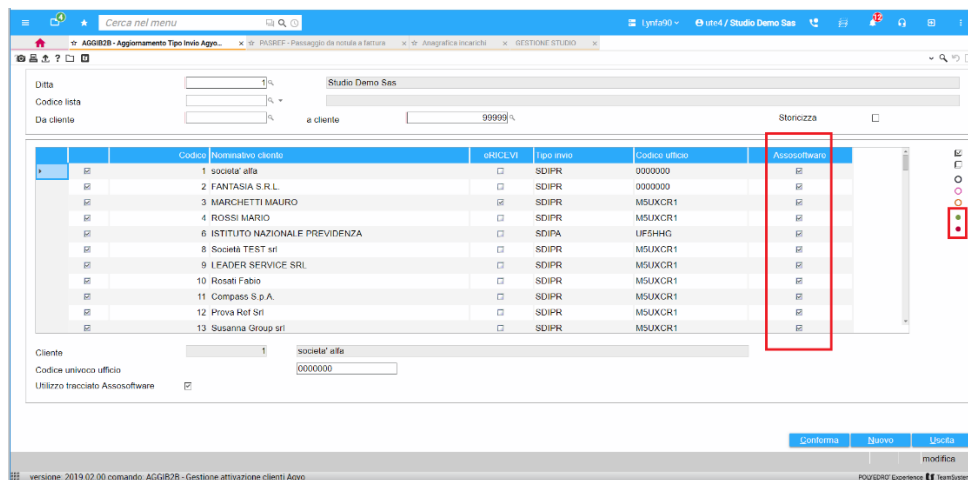 4 Cerca nel menu Lynfa90 ute4 / Studio Demo Sas 12
AGGIB2B - Aggiornamento Tipo Invio Agyo... x PASREF - Passaggio da notula a fattura x Anagrafica incarichi x GESTIONE STUDIO x
Ditta 1 Studio Demo Sas
Codice lista
Da cliente a cliente 99999 Storicizza
Codice Nominativo cliente eRICEVI Tipo invio Codice ufficio Assosoftware
1 societa' alfa SDIPR 0000000
2 FANTASIA S.R.L. SDIPR 0000000
3 MARCHETTI MAURO SDIPR M5UXCR1
4 ROSSI MARIO SDIPR M5UXCR1
6 ISTITUTO NAZIONALE PREVIDENZA SDIPA UF5HHG
8 Società TEST srl SDIPR M5UXCR1
9 LEADER SERVICE SRL SDIPR M5UXCR1
10 Rosati Fabio SDIPR M5UXCR1
11 Compass S.p.A. SDIPR M5UXCR1
12 Prova Ref Srl SDIPR M5UXCR1
13 Susanna Group srl SDIPR M5UXCR1
Cliente 1 societa' alfa
Codice univoco ufficio 0000000
Utilizzo tracciato Assosoftware
Conferma Nuovo Uscita
modifica
versione 2019.02.00 comando: AGGIB2B - Gestione attivazione clienti Agyo POLYEDRO® Experience TeamSystem